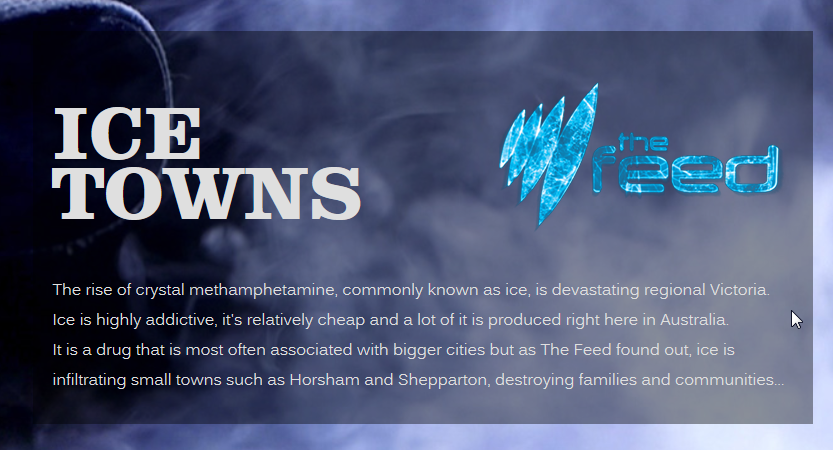 ICE
TOWNS
the
feed
The rise of crystal methamphetamine, commonly known as ice, is devastating regional Victoria.
Ice is highly addictive, it's relatively cheap and a lot of it is produced right here in Australia.
It is a drug that is most often associated with bigger cities but as The Feed found out, ice is
infiltrating small towns such as Horsham and Shepparton, destroying families and communities...